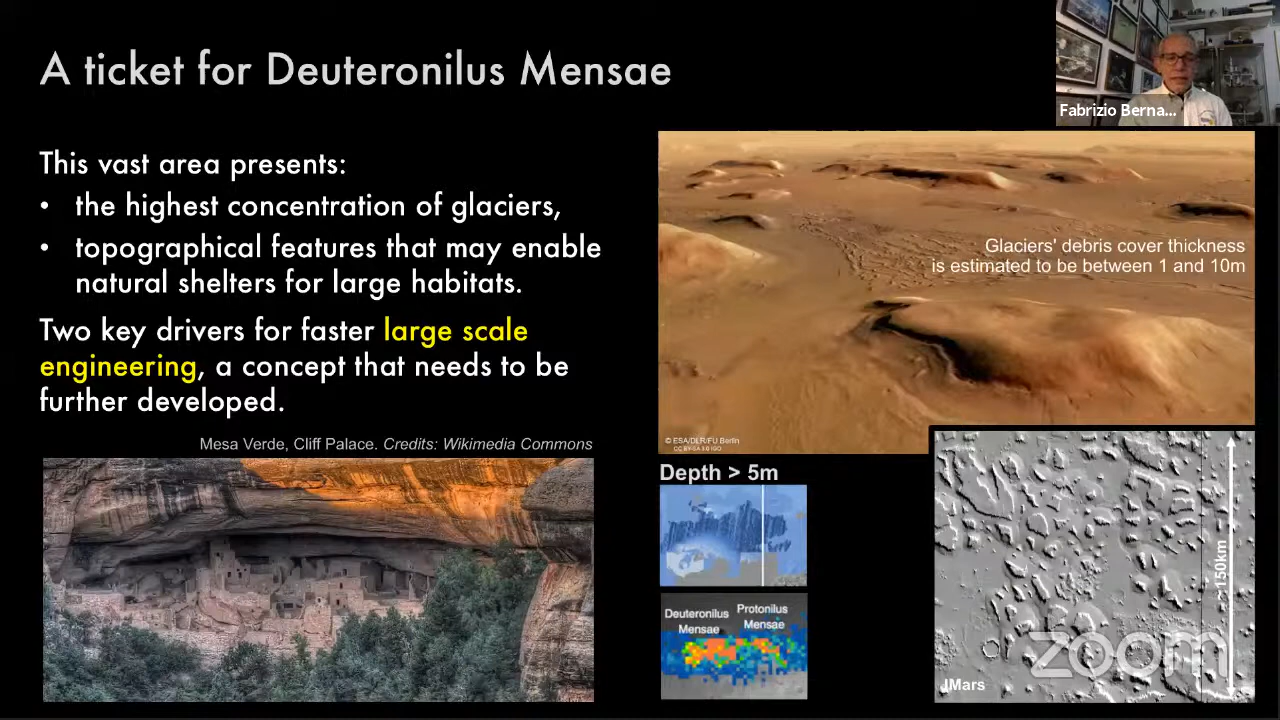 A ticket for Deuteronilus Mensae
Fabrizio Berna...
This vast area presents:
• the highest concentration of glaciers,
• topographical features that may enable
natural shelters for large habitats.
Two key drivers for faster large scale
engineering, a concept that needs to be
further developed.
Mesa Verde, Cliff Palace. Credits: Wikimedia Commons
Glaciers' debris cover thickness
is estimated to be between 1 and 10m
© ESA/DLR/FU Berlin
CC BY-SA 3.0 IGO
Depth > 5m
Deuteronilus
Mensae
Protonilus
Mensae
~150km
JMars
zoom